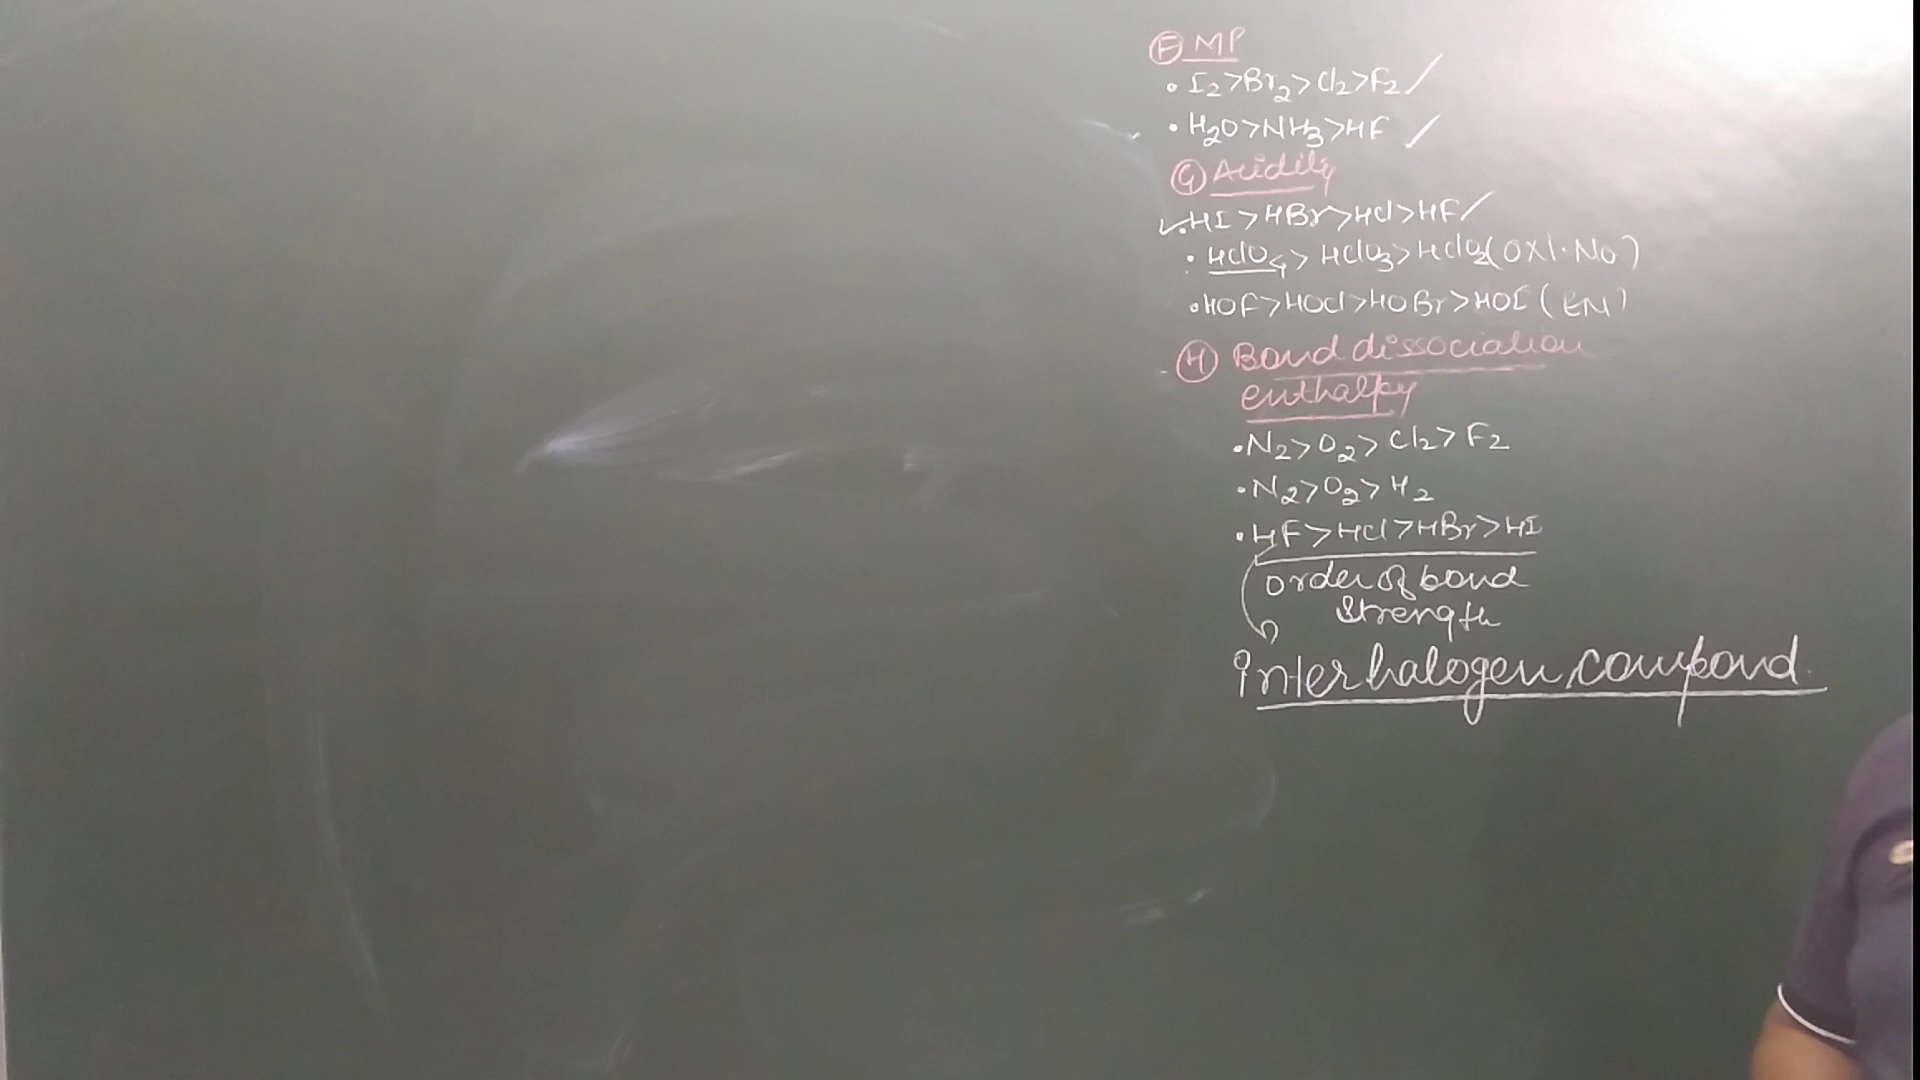 Ⓕ MP
• I₂>Br₂>Cl₂>F₂
• H₂O>NH₃>HF
Ⓖ Acidity
• HI>HBr>HCl>HF
• HClO₄>HClO₃>HClO₂(OXI.No)
• HOF>HOCl>HOBr>HOI(EN)
Ⓗ Bond dissociation
enthalpy
• N₂>O₂>Cl₂>F₂
• N₂>O₂>H₂
• HF>HCl>HBr>HI
order of bond
strength
interhalogen compond